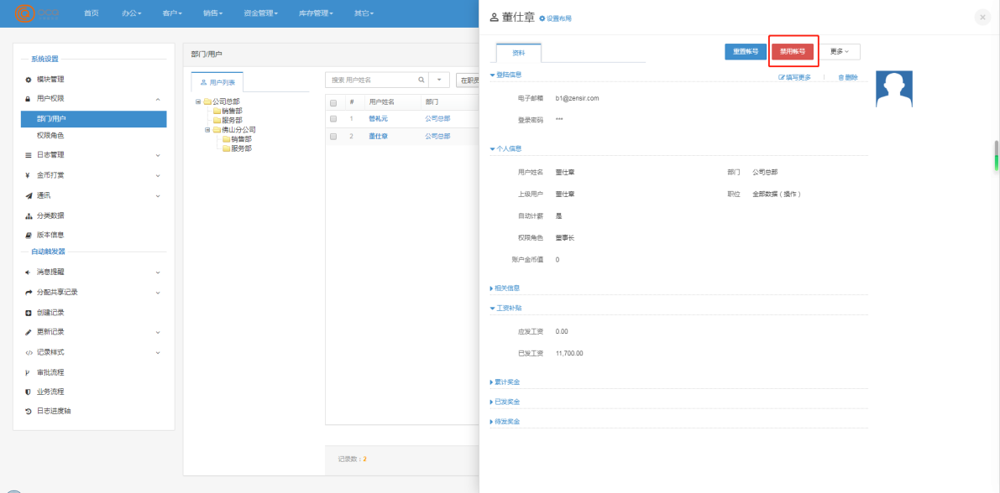 首页 办公 客户 销售 资金管理 库存管理 其它
系统设置
模块管理
用户权限
部门/用户
权限角色
日志管理
¥ 金币打赏
通讯
分类数据
版本信息
自动触发器
消息提醒
分配共享记录
创建记录
更新记录
</> 记录样式
审批流程
业务流程
日志进度轴
部门/用户
用户列表
公司总部
销售部
服务部
佛山分公司
销售部
服务部
搜索 用户姓名
在职员
# 用户姓名 部门
1 曾礼元 公司总部
2 董仕章 公司总部
记录数：2
董仕章 设置布局
×
资料
重置帐号 禁用帐号 更多
登陆信息
填写更多 | 删除
电子邮箱 b1@zensir.com
登录密码 ***
个人信息
用户姓名 董仕章 部门 公司总部
上级用户 董仕章 职位 全部数据（操作）
自动计薪 是
权限角色 董事长
账户金币值 0
相关信息
工资补贴
应发工资 0.00
已发工资 11,700.00
累计奖金
已发奖金
待发奖金